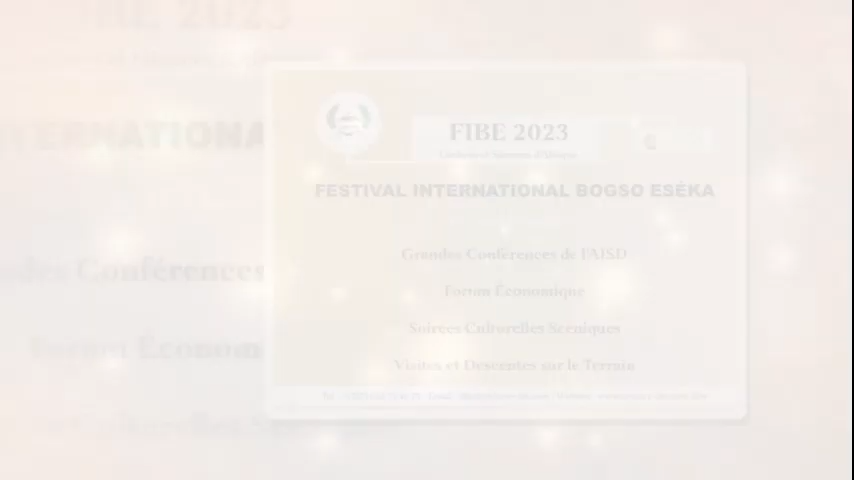 FIBE 2023
FESTIVAL INTERNATIONAL BOGSO ESÉKA
Grandes Conférences de l'AISD
Forum Économique
Soirées Culturelles Scéniques
Visites et Descentes sur le Terrain